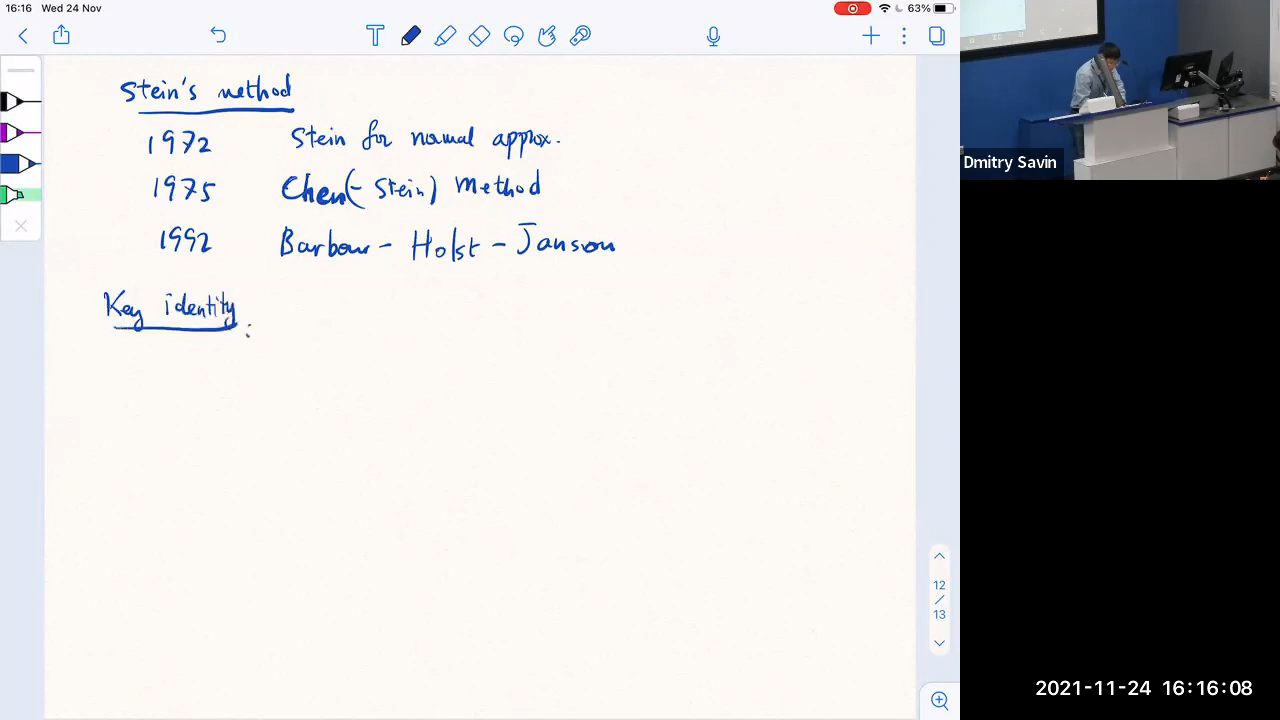 16:16 Wed 24 Nov
63%
Stein's method
1972 Stein for normal approx.
1975 Chen(-Stein) Method
1992 Barbour - Holst - Janson
Key identity:
12
/
13
Dmitry Savin
2021-11-24 16:16:08